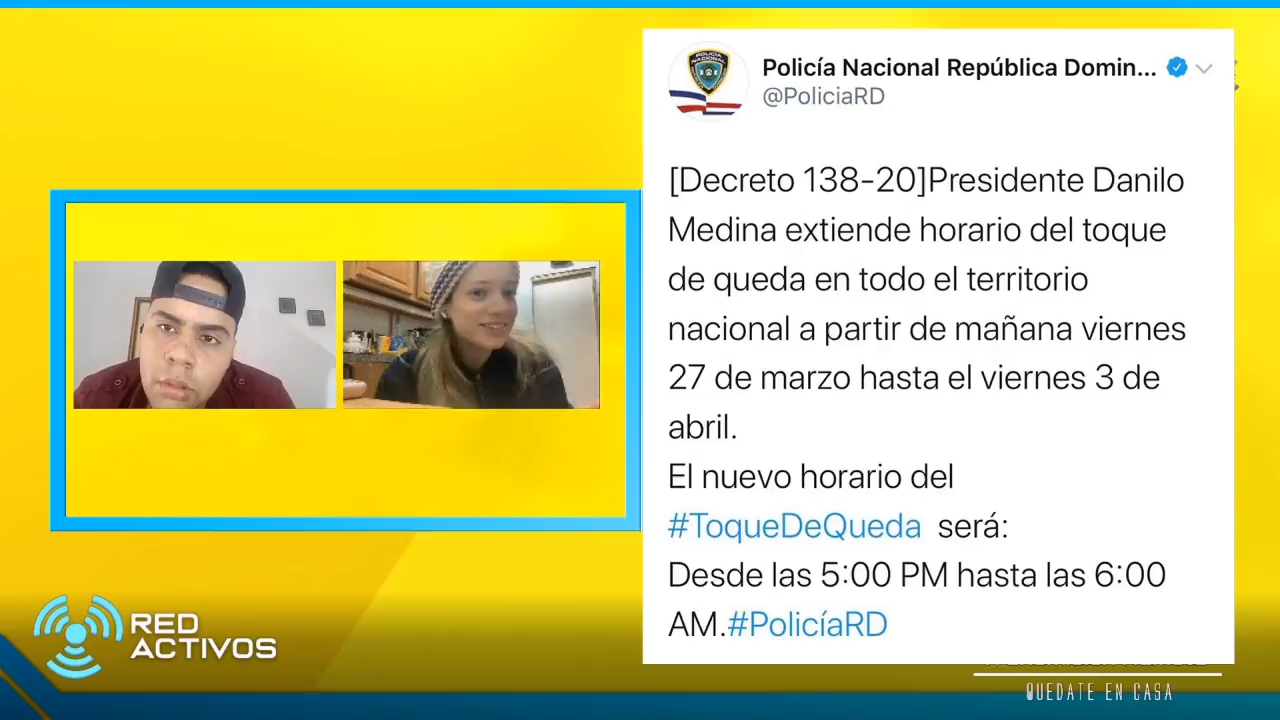 Policía Nacional República Domin...
@PoliciaRD
[Decreto 138-20]Presidente Danilo
Medina extiende horario del toque
de queda en todo el territorio
nacional a partir de mañana viernes
27 de marzo hasta el viernes 3 de
abril.
El nuevo horario del
#ToqueDeQueda será:
Desde las 5:00 PM hasta las 6:00
AM.#PolicíaRD
RED
ACTIVOS
QUEDATE EN CASA